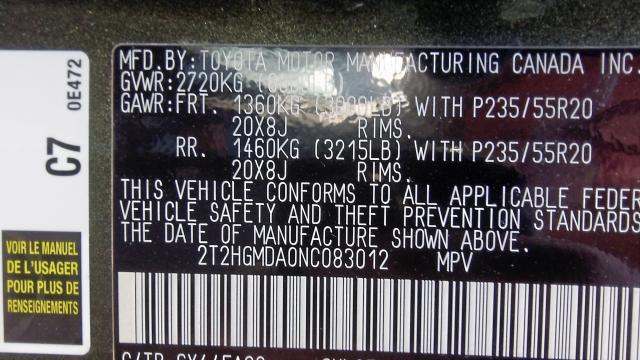 MFD.BY:TOYOTA MOTOR MANUFACTURING CANADA INC.
GVWR:2720KG
GAWR:FRT. 1360KG (3000LB) WITH P235/55R20
20X8J RIMS.
RR. 1460KG (3215LB) WITH P235/55R20
20X8J RIMS.
THIS VEHICLE CONFORMS TO ALL APPLICABLE FEDER
VEHICLE SAFETY AND THEFT PREVENTION STANDARDS
THE DATE OF MANUFACTURE SHOWN ABOVE.
2T2HGMDA0NC083012 MPV
C7 0E472
VOIR LE MANUEL
DE L'USAGER
POUR PLUS DE
RENSEIGNEMENTS